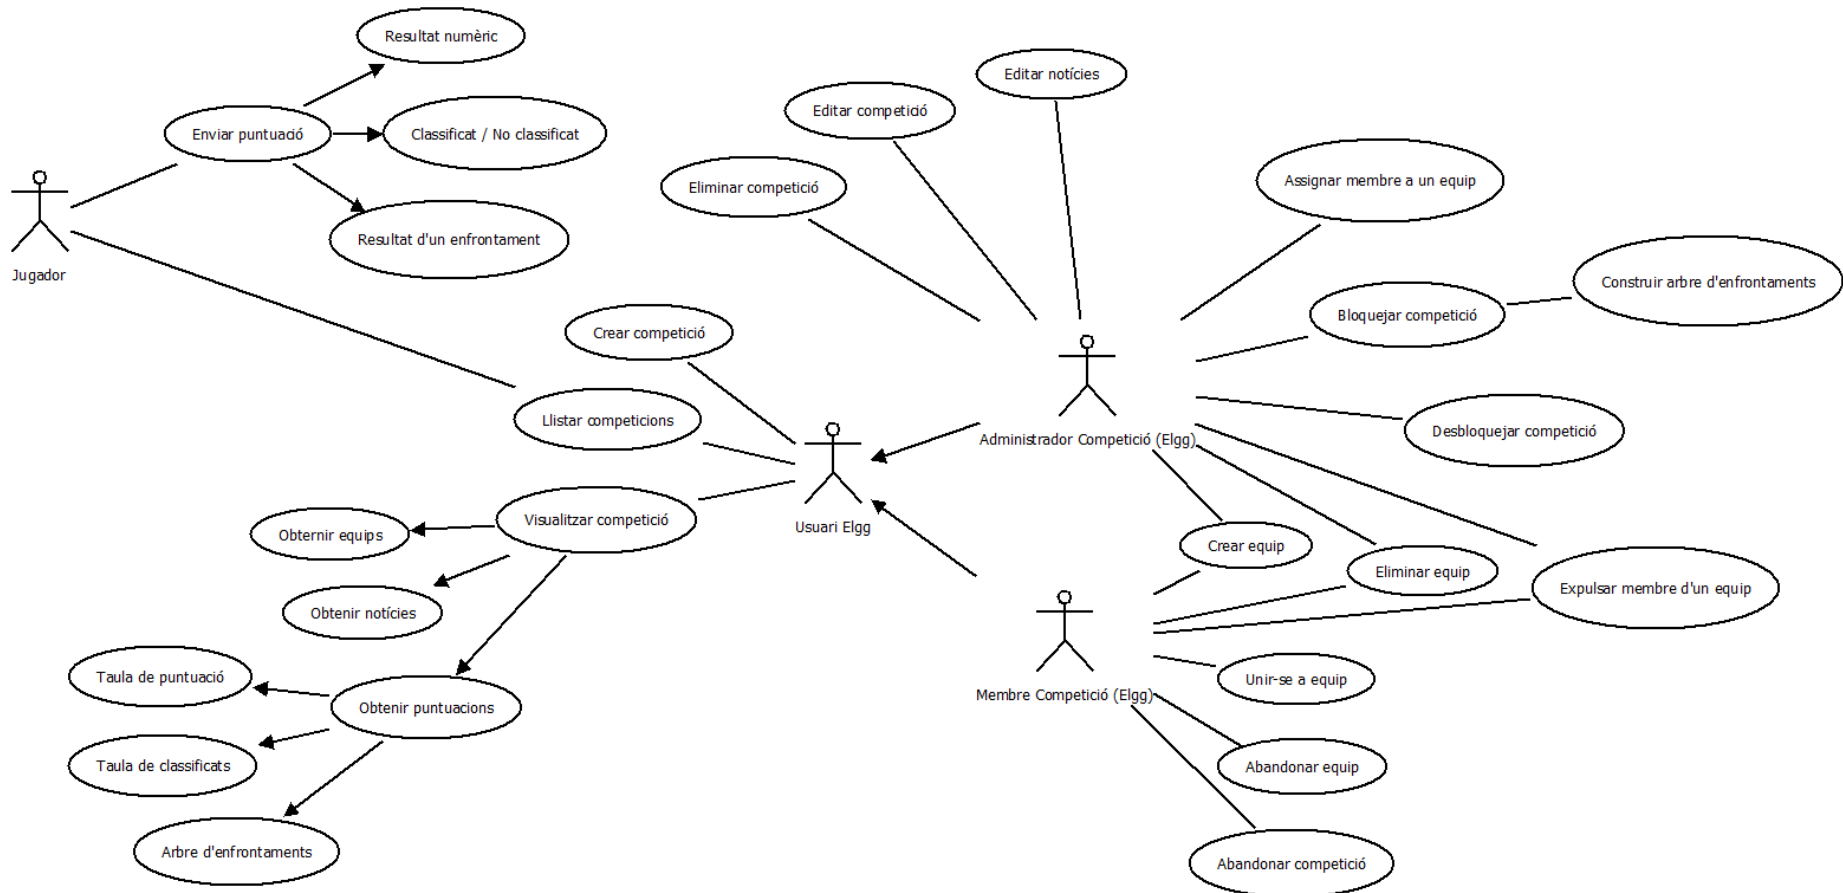 Resultat numèric
Editar notícies
Editar competició
Enviar puntuació
Classificat / No classificat
Assignar membre a un equip
Eliminar competició
Resultat d'un enfrontament
Jugador
Construir arbre d'enfrontaments
Bloquejar competició
Crear competició
Llistar competicions
Administrador Competició (Elgg)
Desbloquejar competició
Visualitzar competició
Usuari Elgg
Obternir equips
Crear equip
Eliminar equip
Expulsar membre d'un equip
Obtenir notícies
Taula de puntuació
Unir-se a equip
Membre Competició (Elgg)
Obtenir puntuacions
Taula de classificats
Abandonar equip
Arbre d'enfrontaments
Abandonar competició